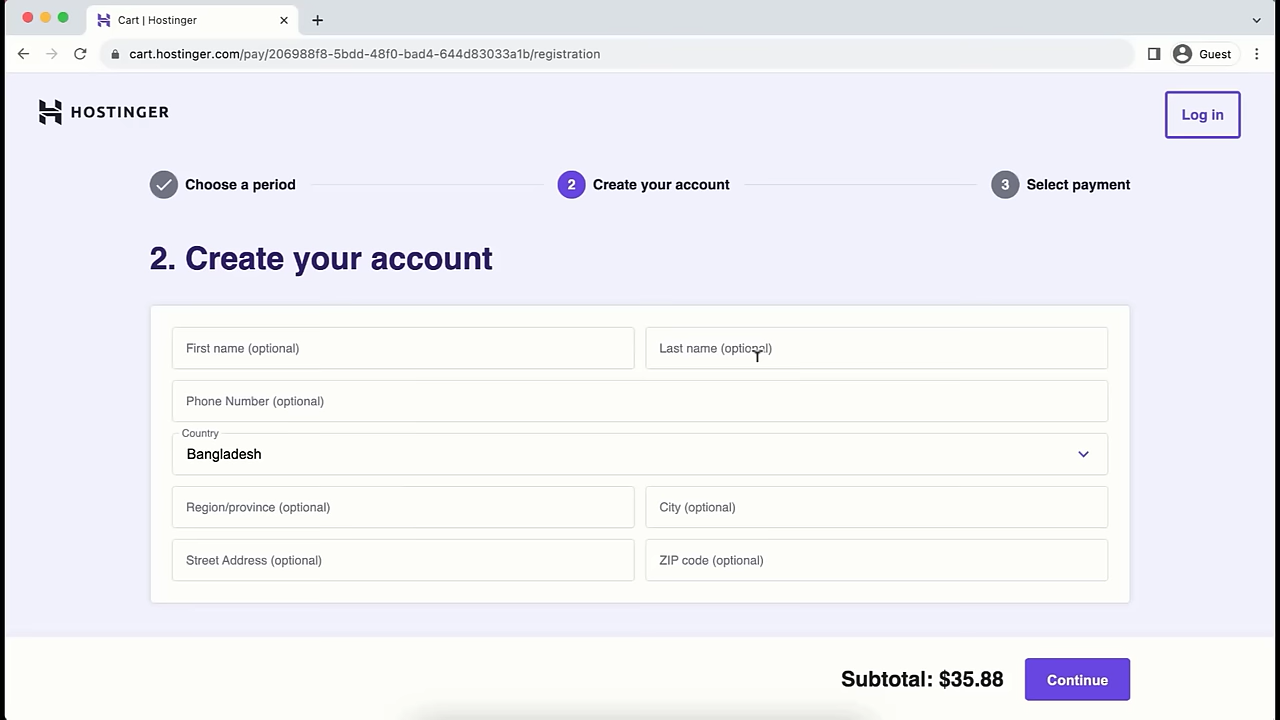 Cart | Hostinger
cart.hostinger.com/pay/206988f8-5bdd-48f0-bad4-644d83033a1b/registration
Guest
HOSTINGER
Log in
Choose a period
2 Create your account
3 Select payment
2. Create your account
First name (optional)
Last name (optional)
Phone Number (optional)
Country
Bangladesh
Region/province (optional)
City (optional)
Street Address (optional)
ZIP code (optional)
Subtotal: $35.88
Continue